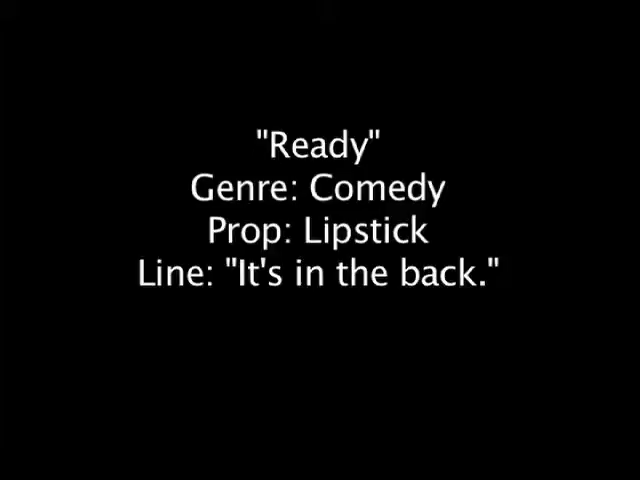 "Ready"
Genre: Comedy
Prop: Lipstick
Line: "It's in the back."